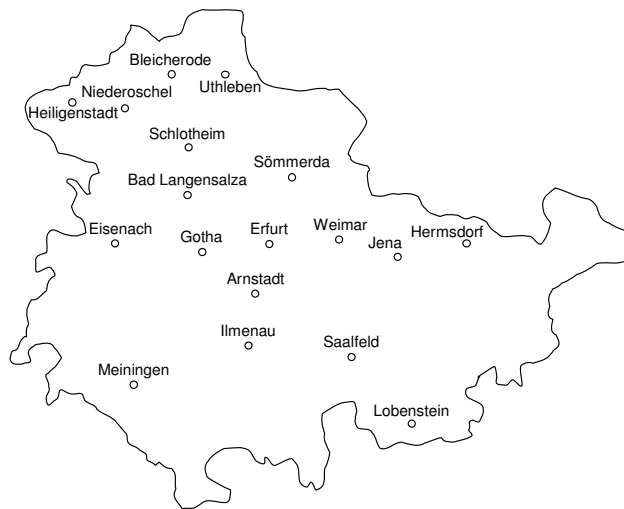 Bleicherode
Uthleben
Niederoschel
Heiligenstadt
Schlotheim
Sömmerda
Bad Langensalza
Eisenach
Gotha
Erfurt
Weimar
Jena
Hermsdorf
Arnstadt
Ilmenau
Saalfeld
Meiningen
Lobenstein